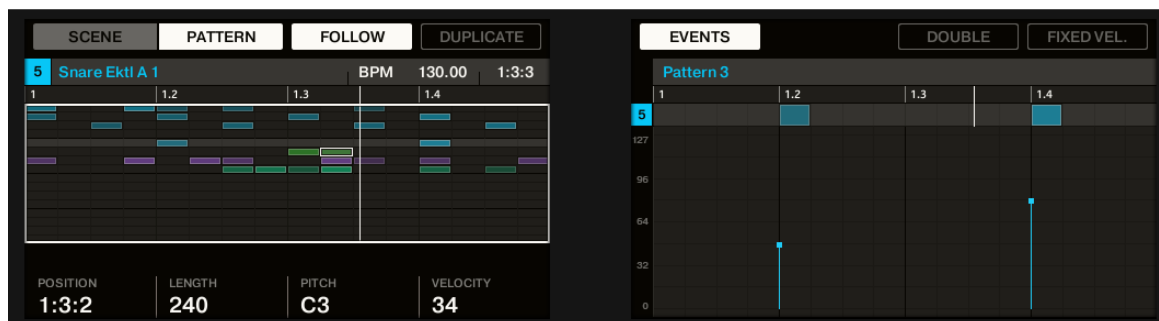 SCENE PATTERN FOLLOW DUPLICATE
5 Snare Ektl A 1 BPM 130.00 1:3:3
1 1.2 1.3 1.4
POSITION LENGTH PITCH VELOCITY
1:3:2 240 C3 34
EVENTS DOUBLE FIXED VEL.
Pattern 3
1 1.2 1.3 1.4
5
127
96
64
32
0